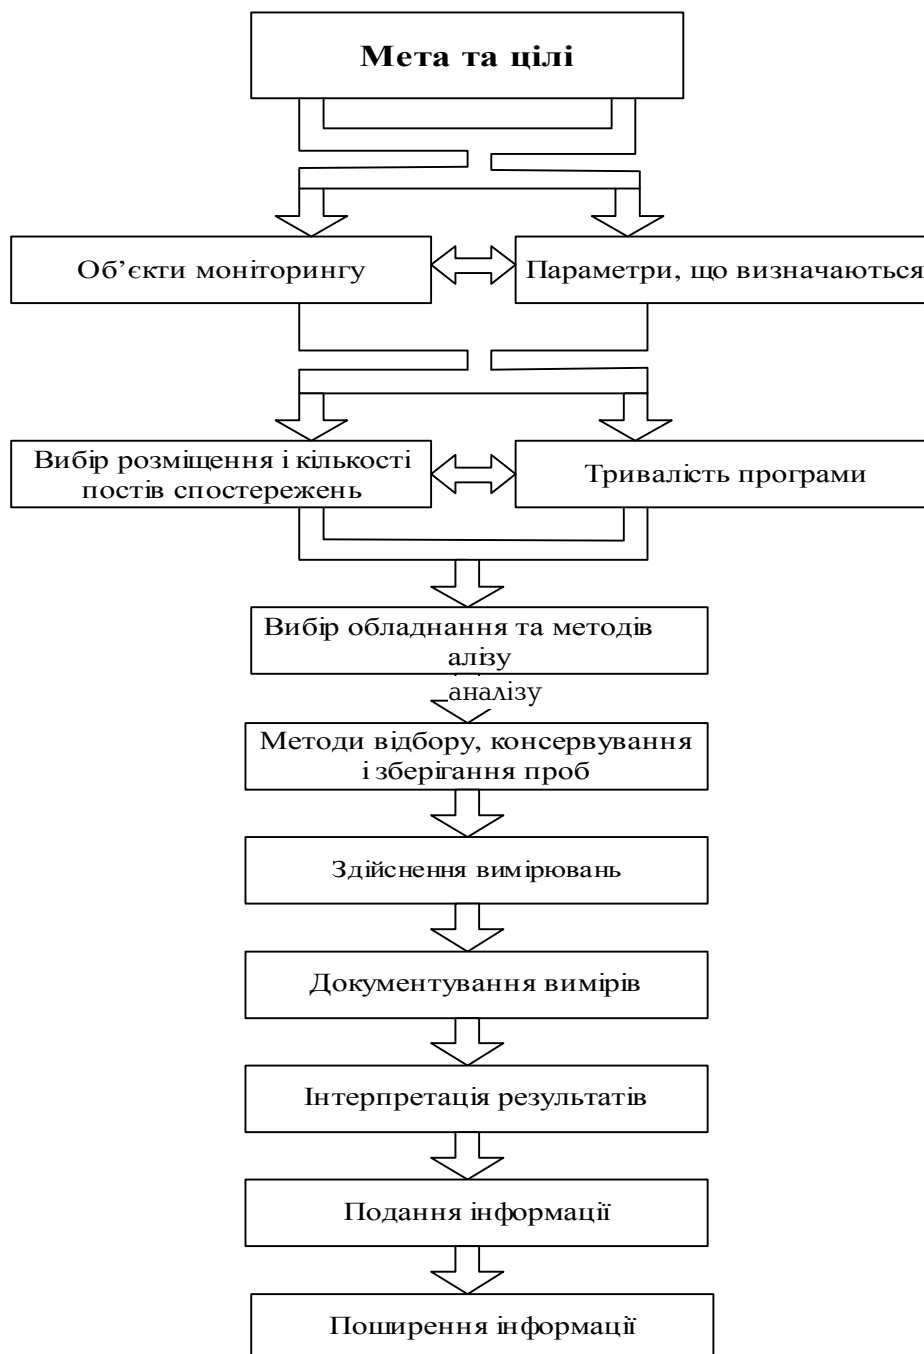 Мета та цілі
Об’єкти моніторингу
Параметри, що визначаються
Вибір розміщення і кількості
постів спостережень
Тривалість програми
Вибір обладнання та методів
алізу
аналізу
Методи відбору, консервування
і зберігання проб
Здійснення вимірювань
Документування вимірів
Інтерпретація результатів
Подання інформації
Поширення інформації